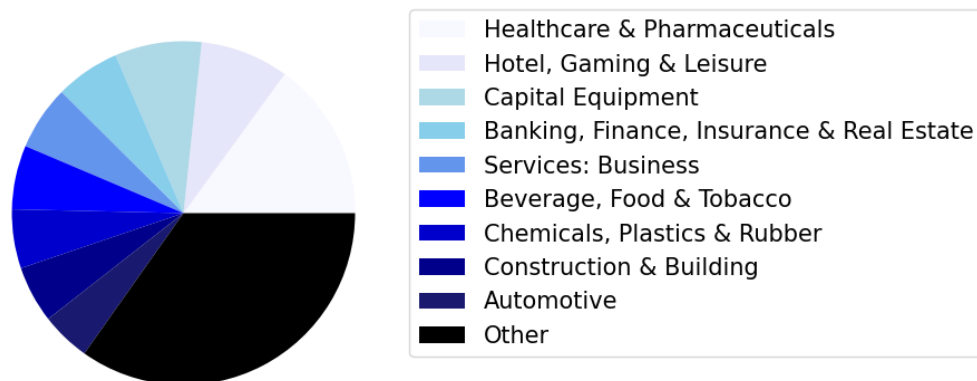 Healthcare & Pharmaceuticals
Hotel, Gaming & Leisure
Capital Equipment
Banking, Finance, Insurance & Real Estate
Services: Business
Beverage, Food & Tobacco
Chemicals, Plastics & Rubber
Construction & Building
Automotive
Other